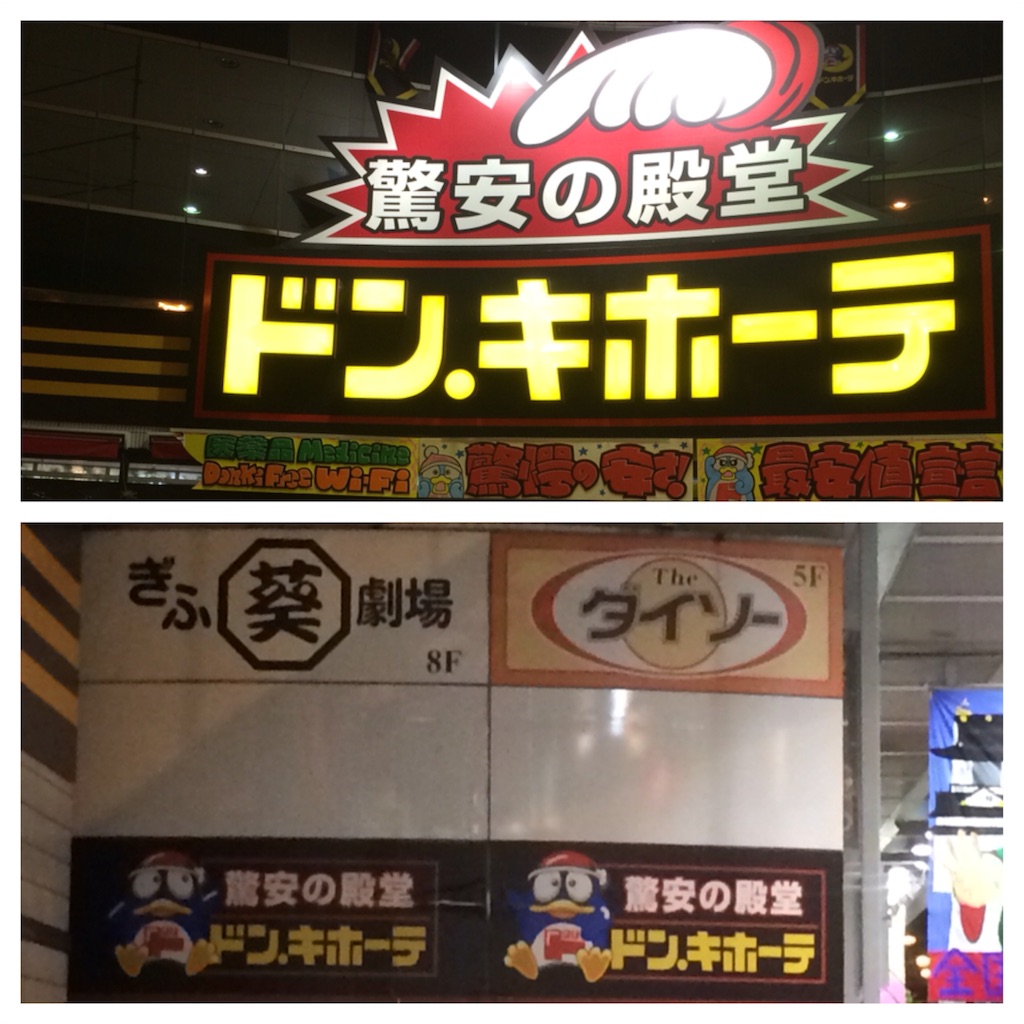 驚安の殿堂
ドン.キホーテ
医薬品 Medicine
Donki Free Wi-Fi
驚愕の安さ!
最安値宣言
ぎふ葵劇場
8F
The
ダイソー
5F
驚安の殿堂
ドン.キホーテ
驚安の殿堂
ドン.キホーテ
全国